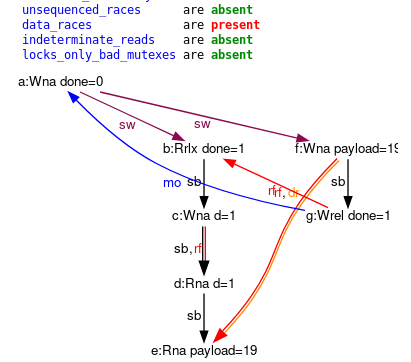 unsequenced_races are absent
data_races are present
indeterminate_reads are absent
locks_only_bad_mutexes are absent
a:Wna done=0
sw sw
b:Rrlx done=1 f:Wna payload=19
mo sb rf rf, dr sb
c:Wna d=1 g:Wrel done=1
sb, rf
d:Rna d=1
sb
e:Rna payload=19